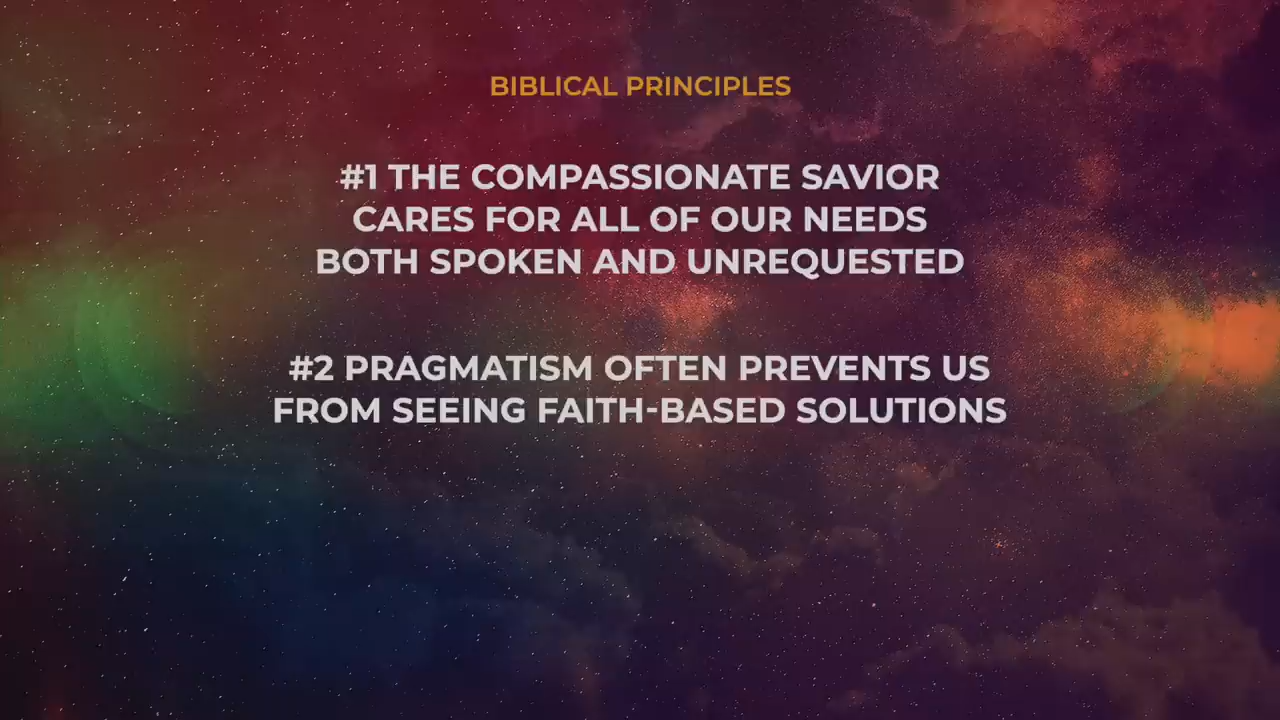 BIBLICAL PRINCIPLES
#1 THE COMPASSIONATE SAVIOR
CARES FOR ALL OF OUR NEEDS
BOTH SPOKEN AND UNREQUESTED
#2 PRAGMATISM OFTEN PREVENTS US
FROM SEEING FAITH-BASED SOLUTIONS